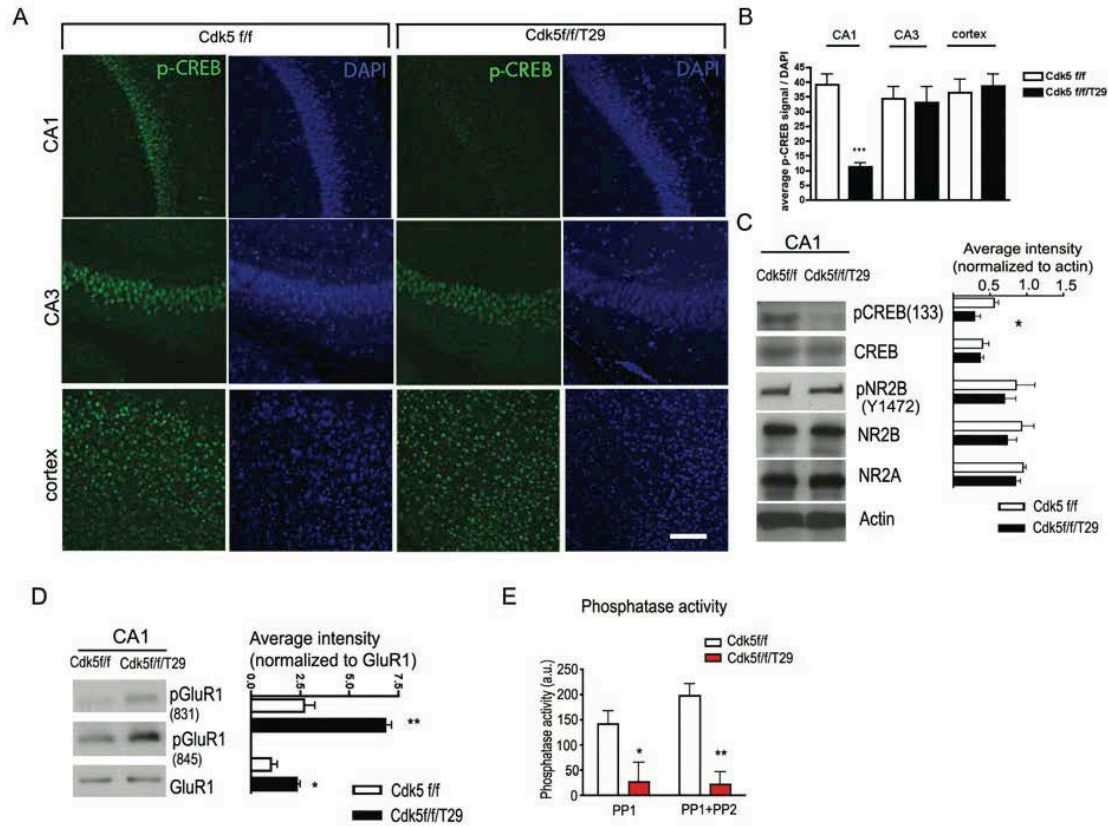 A
Cdk5 f/f
Cdk5f/f/T29
p-CREB
DAPI
p-CREB
DAPI
CA1
CA3
cortex
B
CA1
CA3
cortex
average p-CREB signal / DAPI
45
40
35
30
25
20
15
10
5
0
***
Cdk5 f/f
Cdk5 f/f/T29
C
CA1
Cdk5f/f Cdk5f/f/T29
pCREB(133)
CREB
pNR2B
(Y1472)
NR2B
NR2A
Actin
Average intensity
(normalized to actin)
0.5 1.0 1.5
*
Cdk5 f/f
Cdk5f/f/T29
D
CA1
Cdk5f/f Cdk5f/f/T29
pGluR1
(831)
pGluR1
(845)
GluR1
Average intensity
(normalized to GluR1)
0.0 2.5 5.0 7.5
**
*
Cdk5 f/f
Cdk5f/f/T29
E
Phosphatase activity
Cdk5f/f
Cdk5f/f/T29
Phosphatase activity (a.u.)
250
200
150
100
50
0
*
**
PP1
PP1+PP2